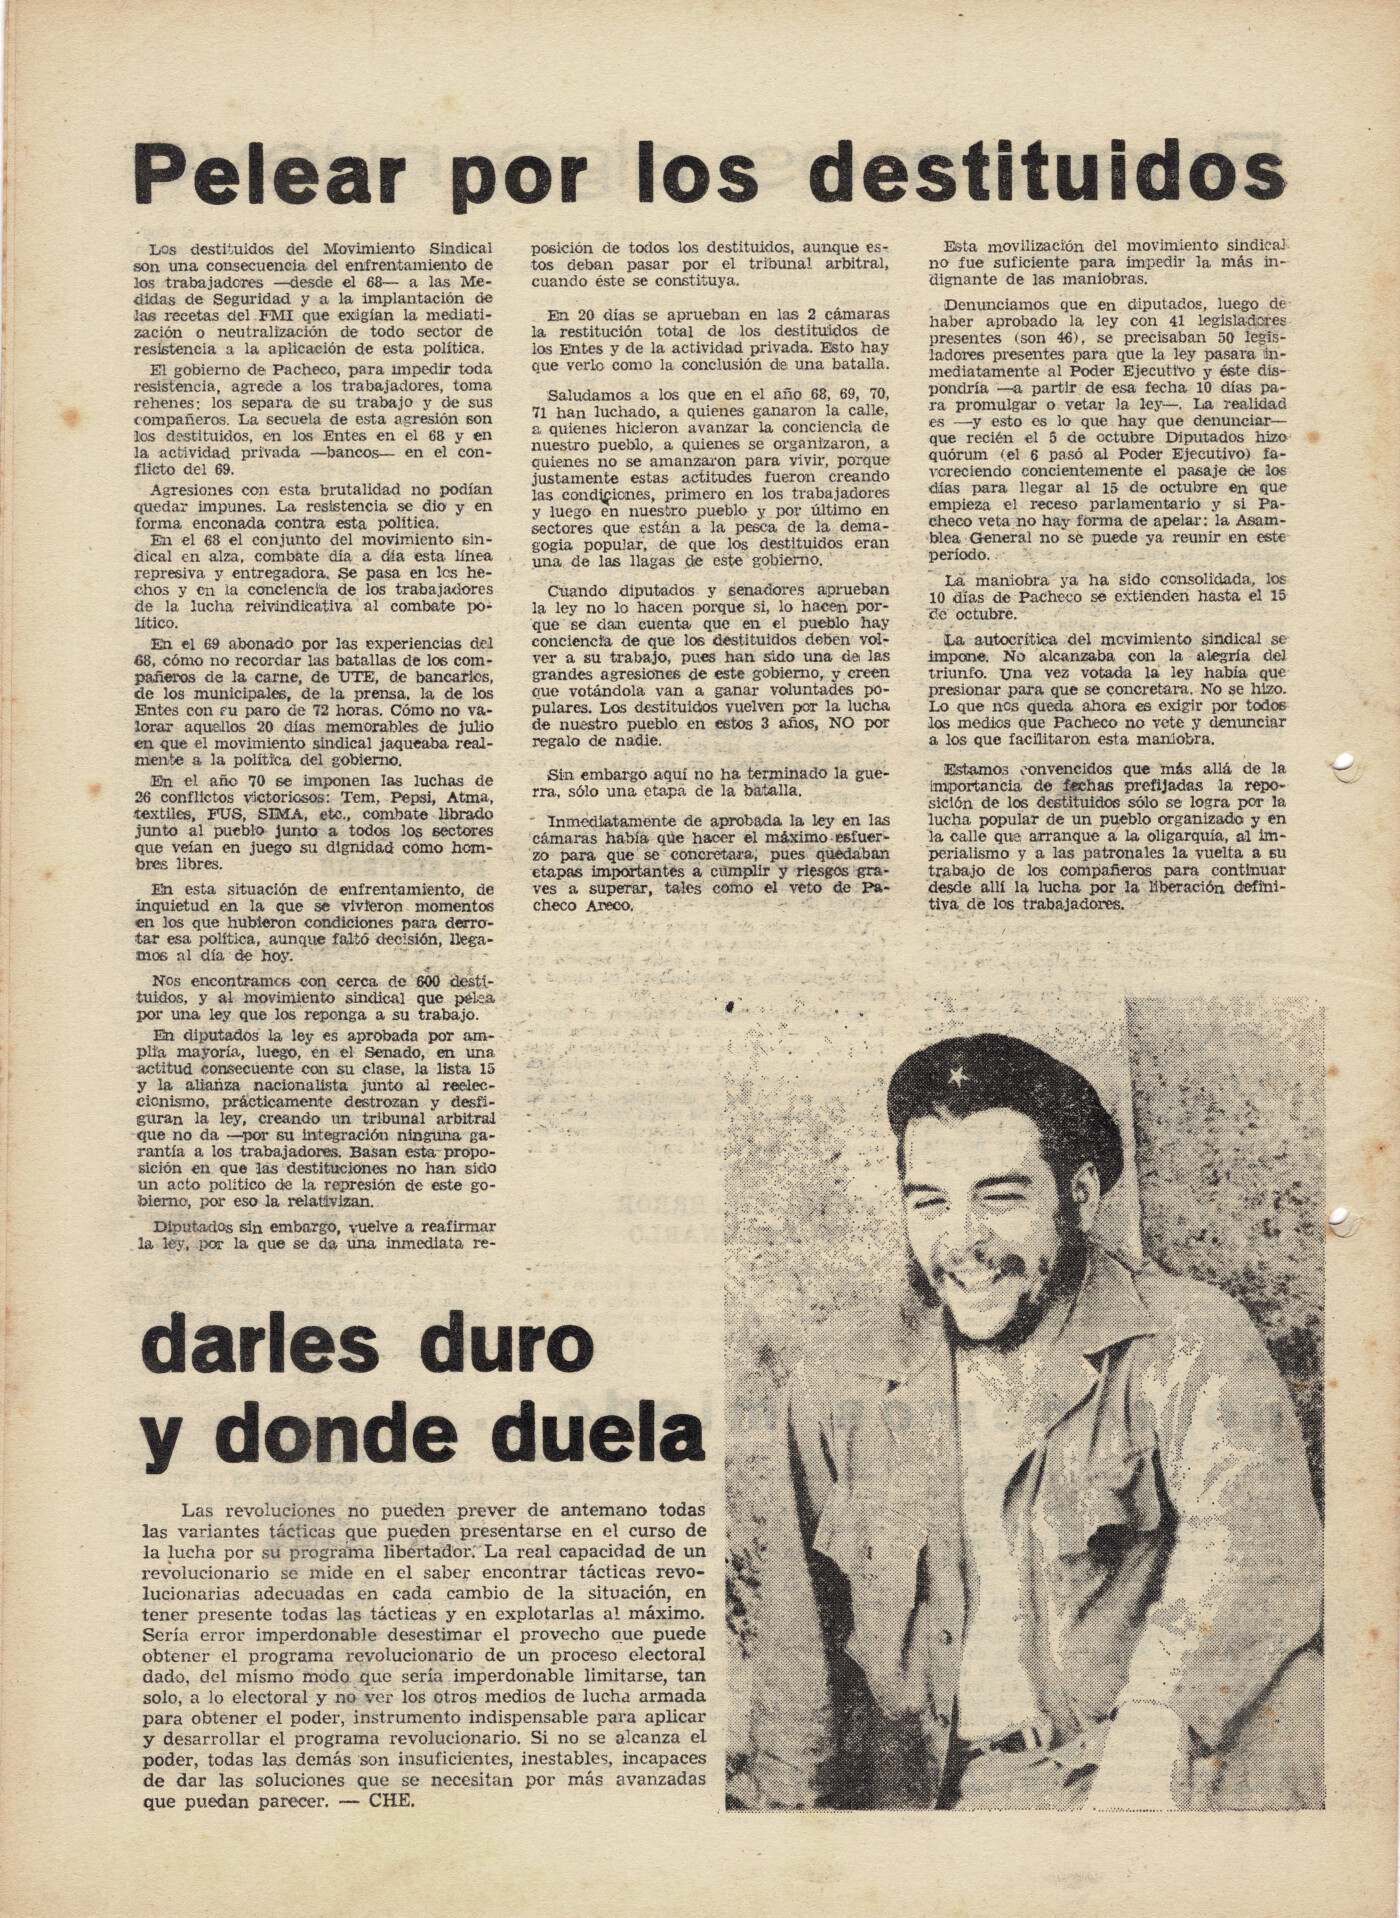 Pelear por los destituidos
Los destituidos del Movimiento Sindical
son una consecuencia del enfrentamiento de
los trabajadores —desde el 68— a las Me-
didas de Seguridad y a la implantación de
las recetas del FMI que exigían la mediati-
zación o neutralización de todo sector de
resistencia a la aplicación de esta política.
El gobierno de Pacheco, para impedir toda
resistencia, agrede a los trabajadores, toma
rehenes; los separa de su trabajo y de sus
compañeros. La secuela de esta agresión son
los destituidos, en los Entes en el 68 y en
la actividad privada —bancos— en el con-
flicto del 69.
Agresiones con esta brutalidad no podían
quedar impunes. La resistencia se dio y en
forma enconada contra esta política.
En el 68 el conjunto del movimiento sin-
dical en alza, combate día a día esta línea
represiva y entregadora. Se pasa en los he-
chos y en la conciencia de los trabajadores
de la lucha reivindicativa al combate po-
lítico.
En el 69 abonado por las experiencias del
68, cómo no recordar las batallas de los com-
pañeros de la carne, de UTE, de bancarios,
de los municipales, de la prensa, la de los
Entes con su paro de 72 horas. Cómo no va-
lorar aquellos 20 días memorables de julio
en que el movimiento sindical jaqueaba real-
mente a la política del gobierno.
En el año 70 se imponen las luchas de
26 conflictos victoriosos: Tem, Pepsi, Atma,
textiles, FUS, SIMA, etc., combate librado
junto al pueblo junto a todos los sectores
que veían en juego su dignidad como hom-
bres libres.
En esta situación de enfrentamiento, de
inquietud en la que se vivieron momentos
en los que hubieron condiciones para derro-
tar esa política, aunque faltó decisión, llega-
mos al día de hoy.
Nos encontramos con cerca de 600 desti-
tuidos, y al movimiento sindical que pelea
por una ley que los reponga a su trabajo.
En diputados la ley es aprobada por am-
plia mayoría, luego, en el Senado, en una
actitud consecuente con su clase, la lista 15
y la alianza nacionalista junto al reelec-
cionismo, prácticamente destrozan y desfi-
guran la ley, creando un tribunal arbitral
que no da —por su integración ninguna ga-
rantía a los trabajadores. Basan esta propo-
sición en que las destituciones no han sido
un acto político de la represión de este go-
bierno, por eso la relativizan.
Diputados sin embargo, vuelve a reafirmar
la ley, por la que se da una inmediata re-
posición de todos los destituidos, aunque es-
tos deban pasar por el tribunal arbitral,
cuando éste se constituya.
En 20 días se aprueban en las 2 cámaras
la restitución total de los destituidos de
los Entes y de la actividad privada. Esto hay
que verlo como la conclusión de una batalla.
Saludamos a los que en el año 68, 69, 70,
71 han luchado, a quienes ganaron la calle,
a quienes hicieron avanzar la conciencia de
nuestro pueblo, a quienes se organizaron, a
quienes no se amanzaron para vivir, porque
justamente estas actitudes fueron creando
las condiciones, primero en los trabajadores
y luego en nuestro pueblo y por último en
sectores que están a la pesca de la dema-
gogia popular, de que los destituidos eran
una de las llagas de este gobierno.
Cuando diputados y senadores aprueban
la ley no lo hacen porque si, lo hacen por-
que se dan cuenta que en el pueblo hay
conciencia de que los destituidos deben vol-
ver a su trabajo, pues han sido una de las
grandes agresiones de este gobierno, y creen
que votándola van a ganar voluntades po-
pulares. Los destituidos vuelven por la lucha
de nuestro pueblo en estos 3 años, NO por
regalo de nadie.
Sin embargo aquí no ha terminado la gue-
rra, sólo una etapa de la batalla.
Inmediatamente de aprobada la ley en las
cámaras había que hacer el máximo esfuer-
zo para que se concretara, pues quedaban
etapas importantes a cumplir y riesgos gra-
ves a superar, tales como el veto de Pa-
checo Areco.
Esta movilización del movimiento sindical
no fue suficiente para impedir la más in-
dignante de las maniobras.
Denunciamos que en diputados, luego de
haber aprobado la ley con 41 legisladores
presentes (son 46), se precisaban 50 legis-
ladores presentes para que la ley pasara in-
mediatamente al Poder Ejecutivo y éste dis-
pondría —a partir de esa fecha 10 días pa-
ra promulgar o vetar la ley—. La realidad
es —y esto es lo que hay que denunciar—
que recién el 5 de octubre Diputados hizo
quórum (el 6 pasó al Poder Ejecutivo) fa-
voreciendo concientemente el pasaje de los
días para llegar al 15 de octubre en que
empieza el receso parlamentario y si Pa-
checo veta no hay forma de apelar: la Asam-
blea General no se puede ya reunir en este
período.
La maniobra ya ha sido consolidada, los
10 días de Pacheco se extienden hasta el 15
de octubre.
La autocrítica del movimiento sindical se
impone. No alcanzaba con la alegría del
triunfo. Una vez votada la ley había que
presionar para que se concretara. No se hizo.
Lo que nos queda ahora es exigir por todos
los medios que Pacheco no vete y denunciar
a los que facilitaron esta maniobra.
Estamos convencidos que más allá de la
importancia de fechas prefijadas la repo-
sición de los destituidos sólo se logra por la
lucha popular de un pueblo organizado y en
la calle que arranque a la oligarquía, al im-
perialismo y a las patronales la vuelta a su
trabajo de los compañeros para continuar
desde allí la lucha por la liberación defini-
tiva de los trabajadores.
darles duro
y donde duela
Las revoluciones no pueden prever de antemano todas
las variantes tácticas que pueden presentarse en el curso de
la lucha por su programa libertador. La real capacidad de un
revolucionario se mide en el saber encontrar tácticas revo-
lucionarias adecuadas en cada cambio de la situación, en
tener presente todas las tácticas y en explotarlas al máximo.
Sería error imperdonable desestimar el provecho que puede
obtener el programa revolucionario de un proceso electoral
dado, del mismo modo que sería imperdonable limitarse, tan
solo, a lo electoral y no ver los otros medios de lucha armada
para obtener el poder, instrumento indispensable para aplicar
y desarrollar el programa revolucionario. Si no se alcanza el
poder, todas las demás son insuficientes, inestables, incapaces
de dar las soluciones que se necesitan por más avanzadas
que puedan parecer. — CHE.